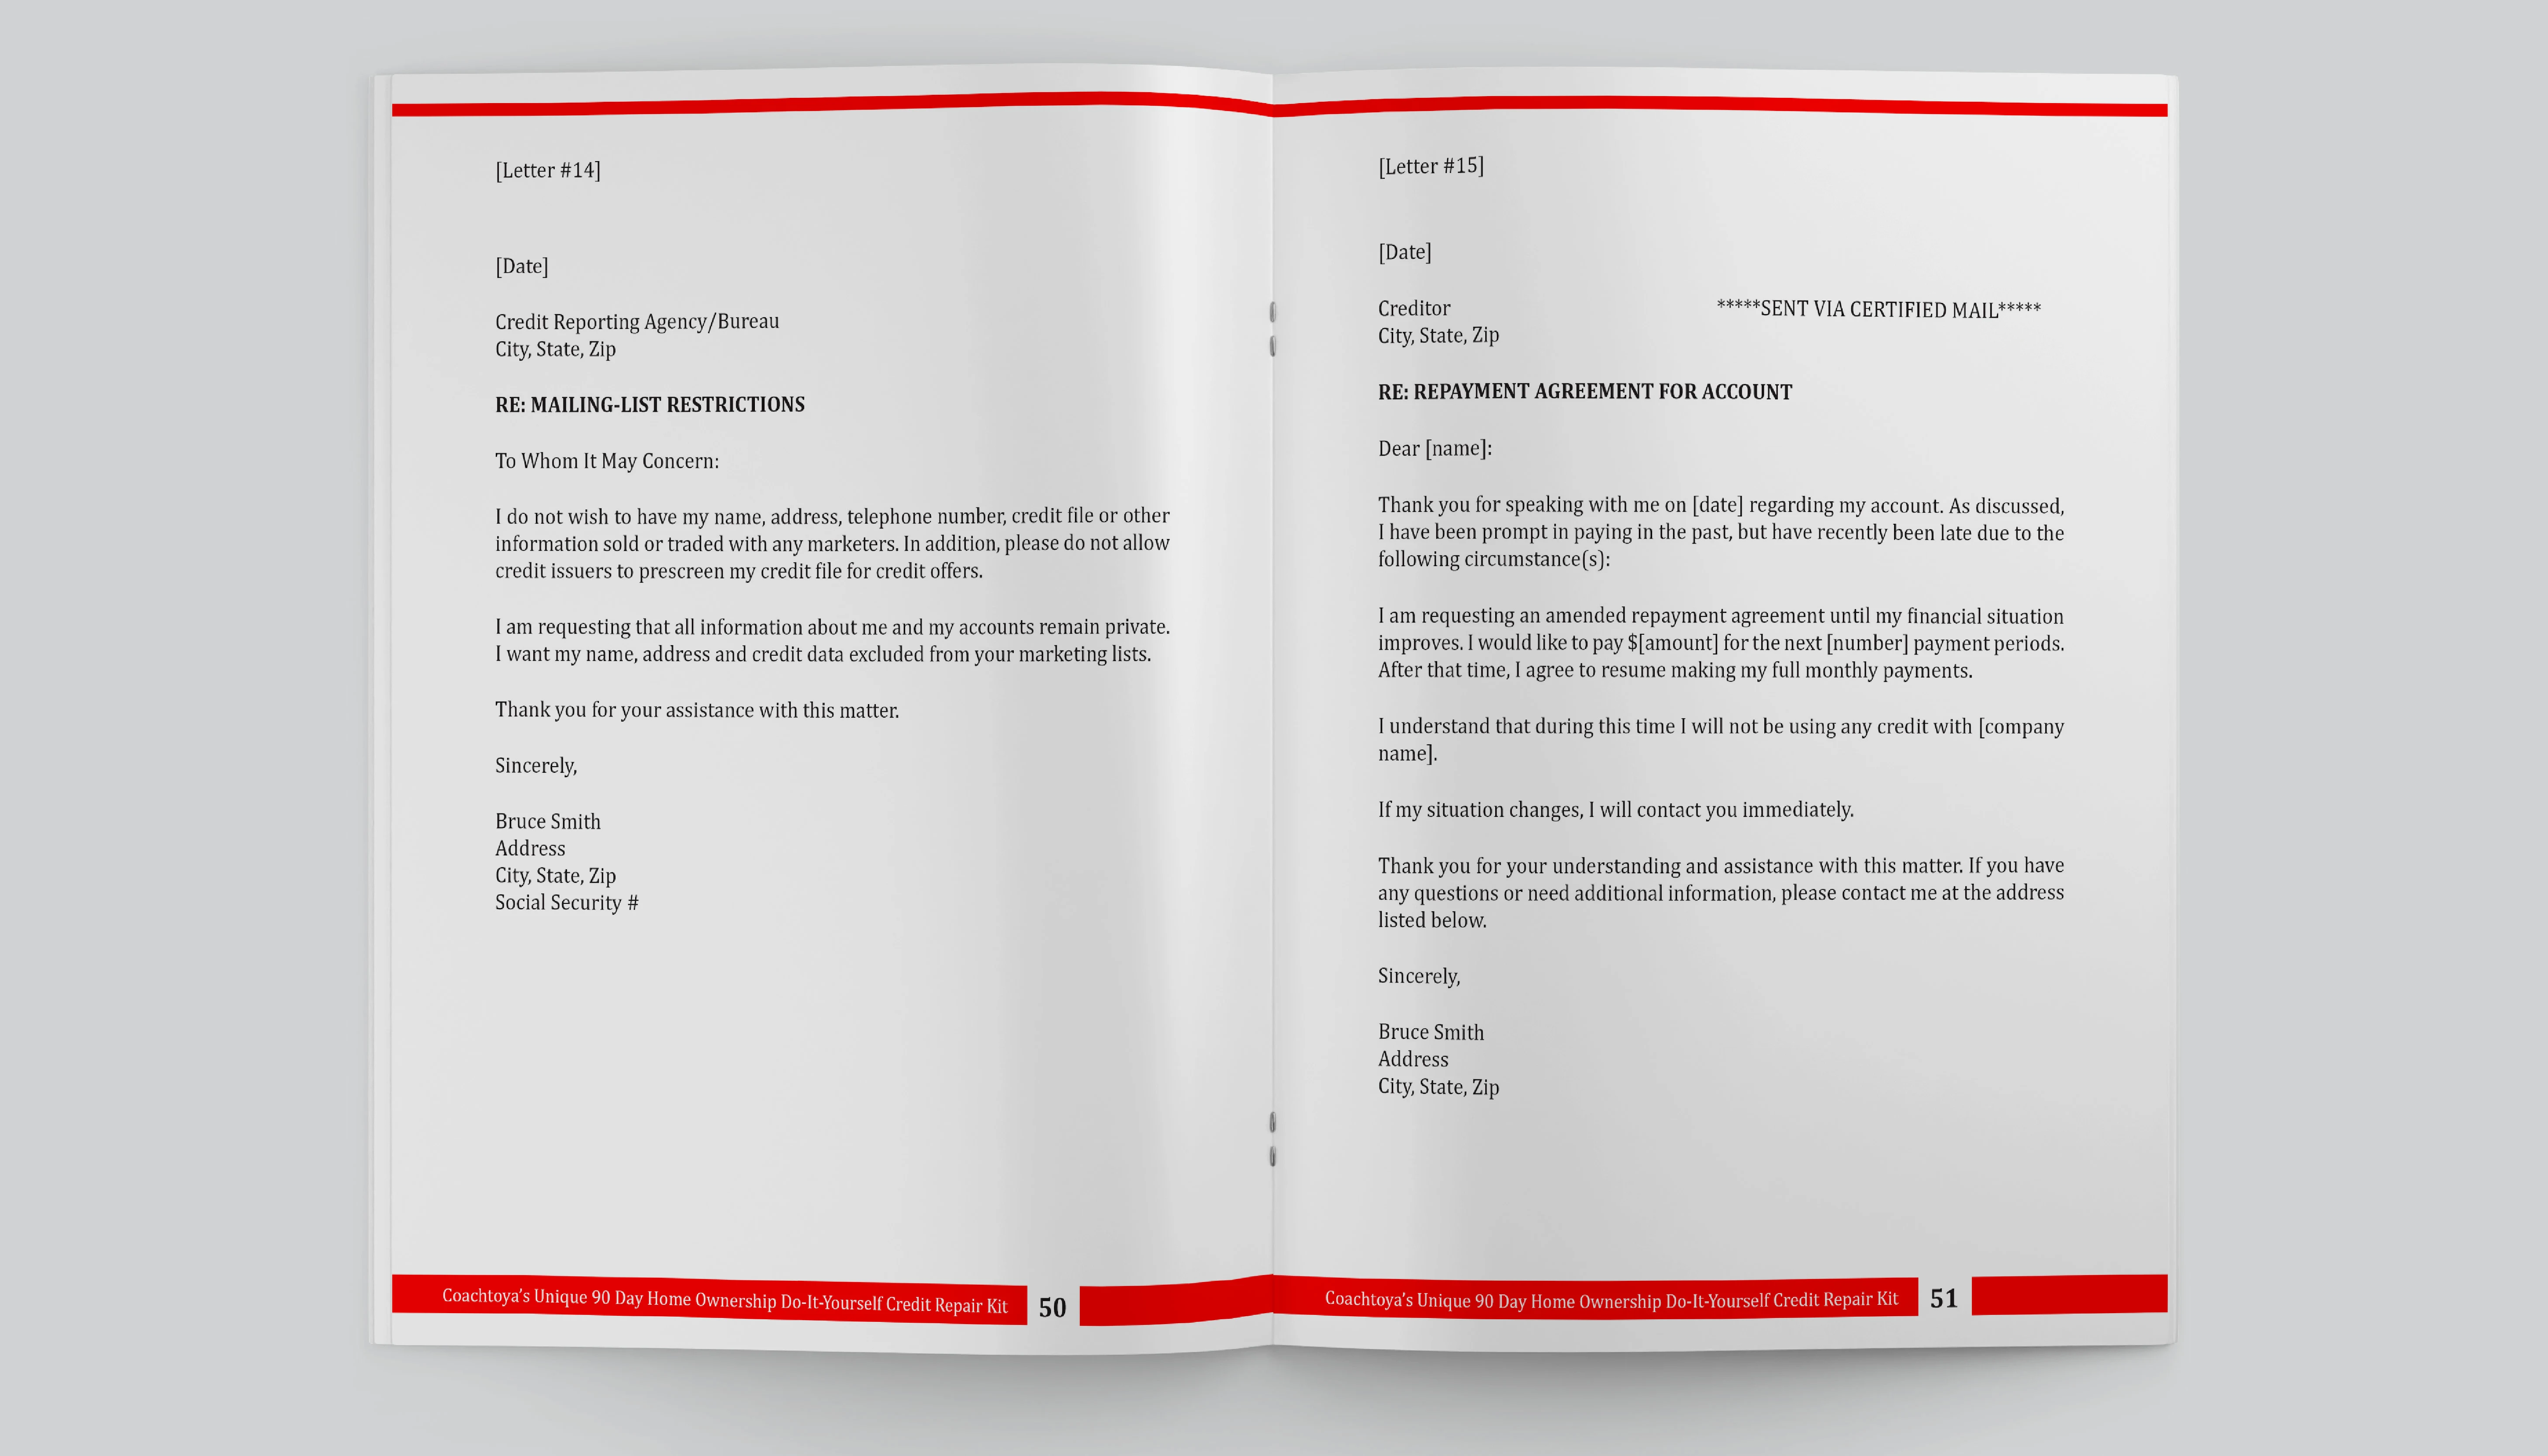 [Letter #14]
[Date]
Credit Reporting Agency/Bureau
City, State, Zip
RE: MAILING-LIST RESTRICTIONS
To Whom It May Concern:
I do not wish to have my name, address, telephone number, credit file or other
information sold or traded with any marketers. In addition, please do not allow
credit issuers to prescreen my credit file for credit offers.
I am requesting that all information about me and my accounts remain private.
I want my name, address and credit data excluded from your marketing lists.
Thank you for your assistance with this matter.
Sincerely,
Bruce Smith
Address
City, State, Zip
Social Security #
Coachtoya's Unique 90 Day Home Ownership Do-It-Yourself Credit Repair Kit 50
[Letter #15]
[Date]
Creditor *****SENT VIA CERTIFIED MAIL*****
City, State, Zip
RE: REPAYMENT AGREEMENT FOR ACCOUNT
Dear [name]:
Thank you for speaking with me on [date] regarding my account. As discussed,
I have been prompt in paying in the past, but have recently been late due to the
following circumstance(s):
I am requesting an amended repayment agreement until my financial situation
improves. I would like to pay $[amount] for the next [number] payment periods.
After that time, I agree to resume making my full monthly payments.
I understand that during this time I will not be using any credit with [company
name].
If my situation changes, I will contact you immediately.
Thank you for your understanding and assistance with this matter. If you have
any questions or need additional information, please contact me at the address
listed below.
Sincerely,
Bruce Smith
Address
City, State, Zip
Coachtoya's Unique 90 Day Home Ownership Do-It-Yourself Credit Repair Kit 51